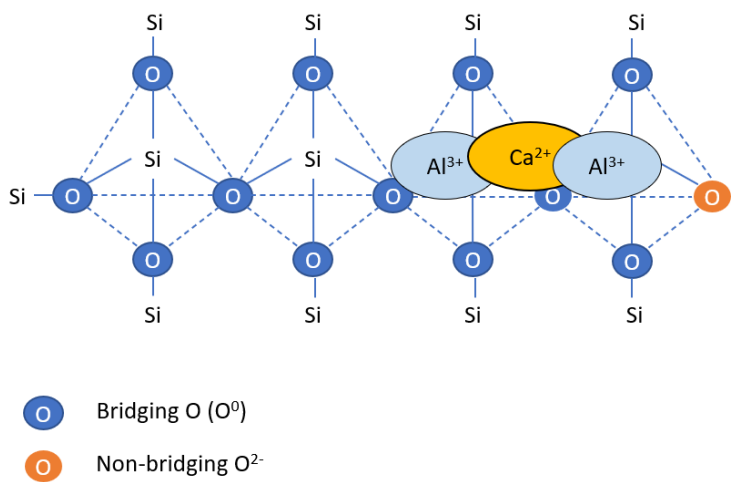 Si Si Si Si
O O O O
Si Si Al³⁺ Ca²⁺ Al³⁺
Si O O O O O
O O O O
Si Si Si Si
O Bridging O (O⁰)
O Non-bridging O²⁻